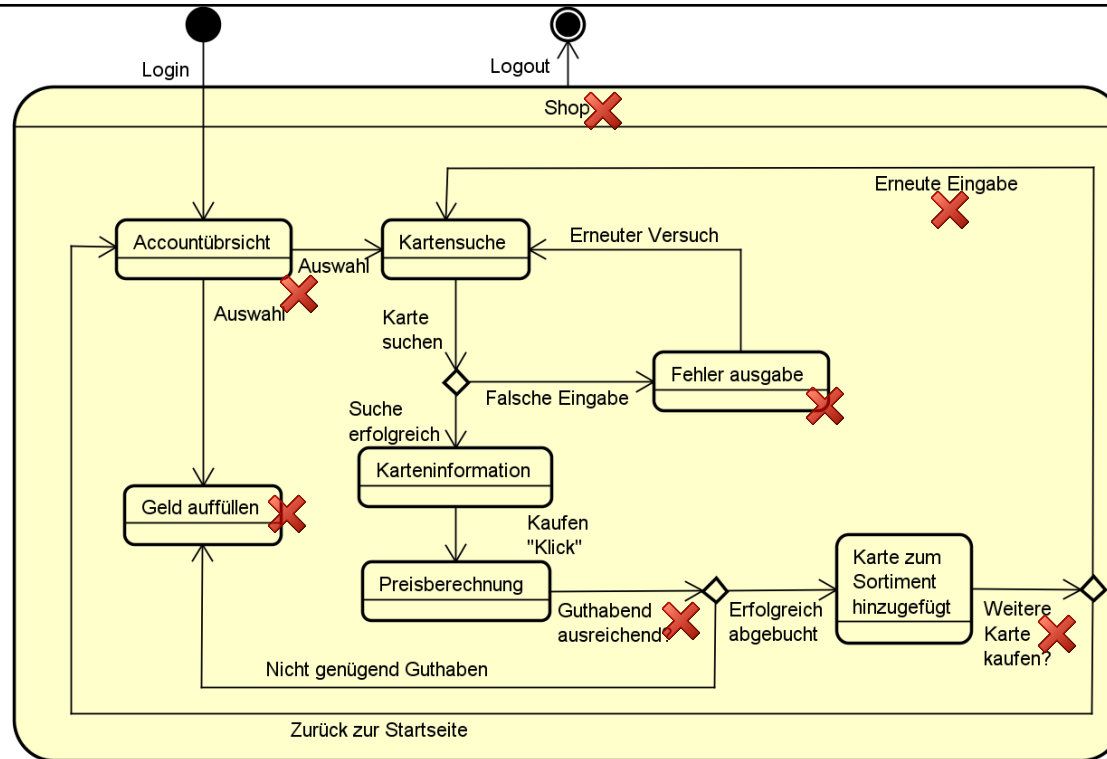 Login
Logout
Shop
Erneute Eingabe
Accountübrsicht
Auswahl
Kartensuche
Erneuter Versuch
Auswahl
Karte
suchen
Falsche Eingabe
Fehler ausgabe
Suche
erfolgreich
Karteninformation
Geld auffüllen
Kaufen
"Klick"
Preisberechnung
Guthabend
ausreichend?
Erfolgreich
abgebucht
Karte zum
Sortiment
hinzugefügt
Weitere
Karte
kaufen?
Nicht genügend Guthaben
Zurück zur Startseite